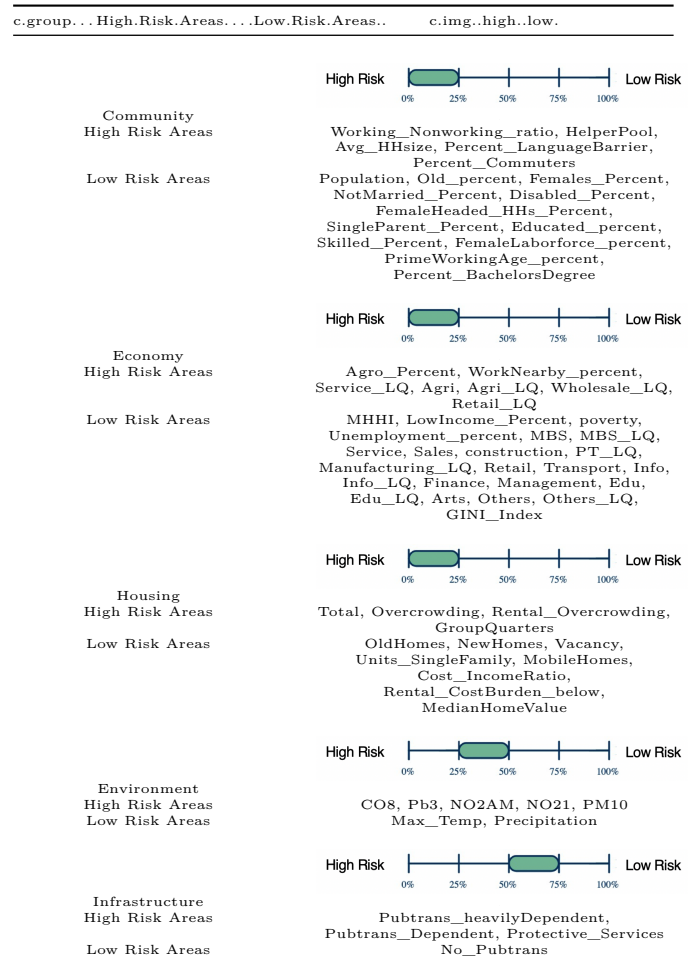 c.group. . . High.Risk.Areas. . . .Low.Risk.Areas. . c.img..high..low.
High Risk Low Risk
0% 25% 50% 75% 100%
Community
High Risk Areas Working_Nonworking_ratio, HelperPool,
Avg_HHsize, Percent_LanguageBarrier,
Percent_Commuters
Low Risk Areas Population, Old_percent, Females_Percent,
NotMarried_Percent, Disabled_Percent,
FemaleHeaded_HHs_Percent,
SingleParent_Percent, Educated_percent,
Skilled_Percent, FemaleLaborforce_percent,
PrimeWorkingAge_percent,
Percent_BachelorsDegree
High Risk Low Risk
0% 25% 50% 75% 100%
Economy
High Risk Areas Agro_Percent, WorkNearby_percent,
Service_LQ, Agri, Agri_LQ, Wholesale_LQ,
Retail_LQ
Low Risk Areas MHHI, LowIncome_Percent, poverty,
Unemployment_percent, MBS, MBS_LQ,
Service, Sales, construction, PT_LQ,
Manufacturing_LQ, Retail, Transport, Info,
Info_LQ, Finance, Management, Edu,
Edu_LQ, Arts, Others, Others_LQ,
GINI_Index
High Risk Low Risk
0% 25% 50% 75% 100%
Housing
High Risk Areas Total, Overcrowding, Rental_Overcrowding,
GroupQuarters
Low Risk Areas OldHomes, NewHomes, Vacancy,
Units_SingleFamily, MobileHomes,
Cost_IncomeRatio,
Rental_CostBurden_below,
MedianHomeValue
High Risk Low Risk
0% 25% 50% 75% 100%
Environment
High Risk Areas CO8, Pb3, NO2AM, NO21, PM10
Low Risk Areas Max_Temp, Precipitation
High Risk Low Risk
0% 25% 50% 75% 100%
Infrastructure
High Risk Areas Pubtrans_heavilyDependent,
Pubtrans_Dependent, Protective_Services
Low Risk Areas No_Pubtrans